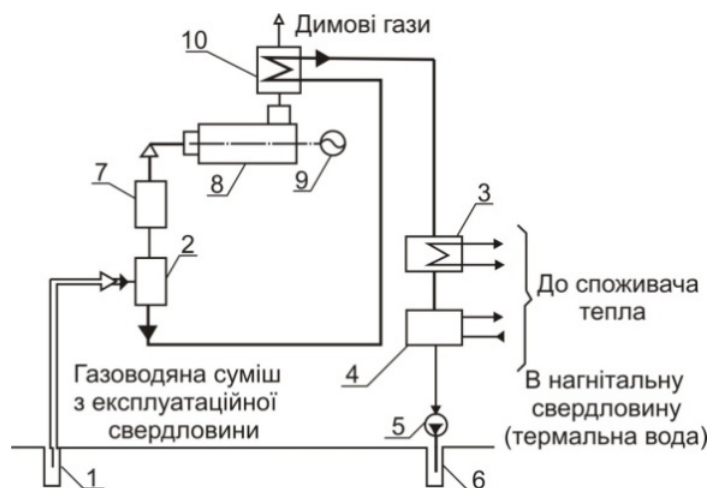 Димові гази
10
7
8
9
3
2
До споживача
тепла
4
Газоводяна суміш
з експлуатаційної
свердловини
В нагнітальну
свердловину
(термальна вода)
5
1
6